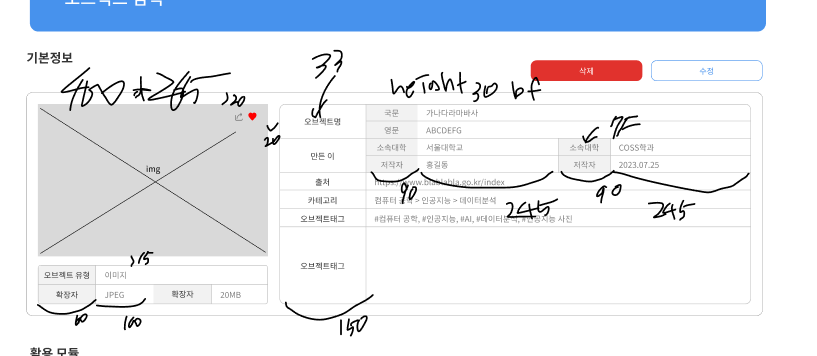 기본정보
삭제
수정
400 * 265
20
20
33
height 30 bf
img
오브젝트명
국문
가나다라마바사
영문
ABCDEFG
만든 이
소속대학
서울대학교
소속대학
COSS학과
저작자
홍길동
저작자
2023.07.25
90
245
90
245
출처
https://www.blablabla.go.kr/index
카테고리
컴퓨터 공학 > 인공지능 > 데이터분석
오브젝트태그
#컴퓨터 공학, #인공지능, #AI, #데이터분석, #인공지능 사진
오브젝트태그
150
15
오브젝트 유형
이미지
확장자
JPEG
확장자
20MB
80
160
활용 모듈